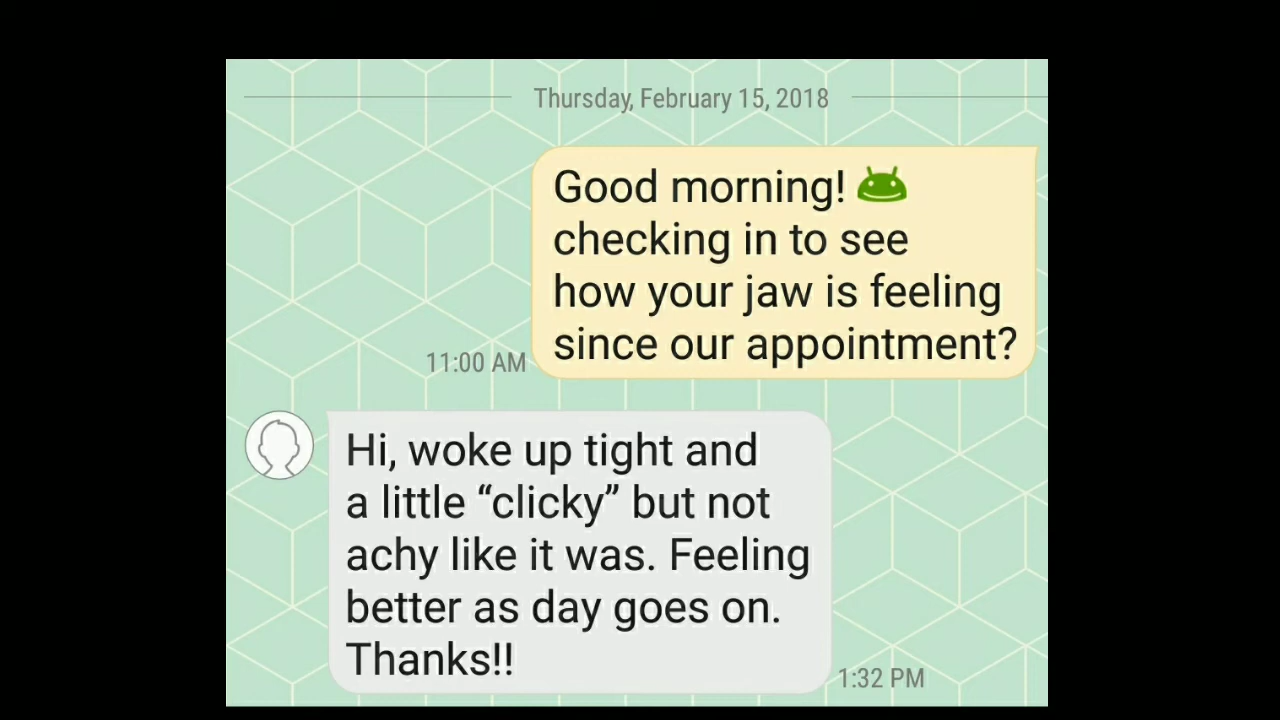 Thursday, February 15, 2018
Good morning!
checking in to see
how your jaw is feeling
since our appointment?
11:00 AM
Hi, woke up tight and
a little “clicky” but not
achy like it was. Feeling
better as day goes on.
Thanks!!
1:32 PM